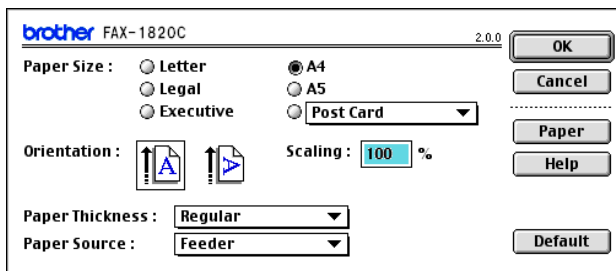 brother FAX-1820C 2.0.0
OK
Paper Size : Letter A4
Cancel
Legal A5
Executive Post Card
Paper
Orientation : A A Scaling : 100 %
Help
Paper Thickness : Regular
Paper Source : Feeder
Default